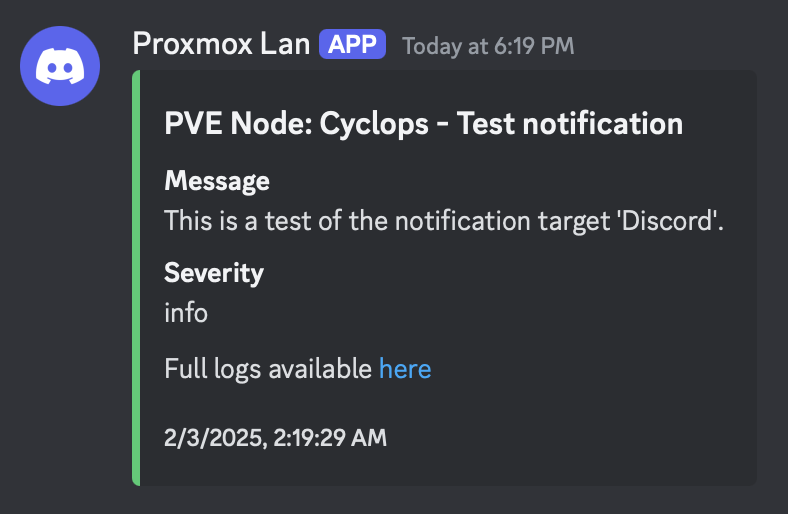 Proxmox Lan APP Today at 6:19 PM
PVE Node: Cyclops - Test notification
Message
This is a test of the notification target 'Discord'.
Severity
info
Full logs available here
2/3/2025, 2:19:29 AM